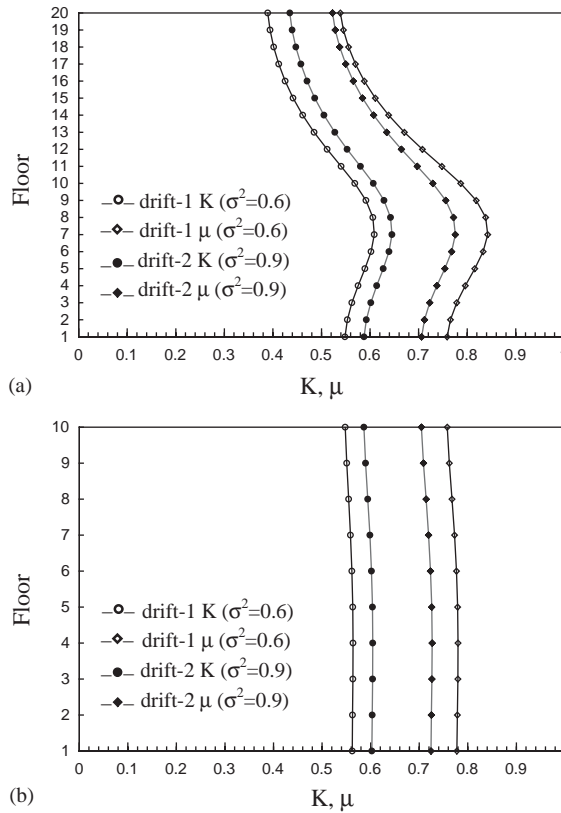 20
19
18
17
16
15
14
13
12
11
10
9
8
7
6
5
4
3
2
1
Floor
drift-1 K (σ²=0.6)
drift-1 μ (σ²=0.6)
drift-2 K (σ²=0.9)
drift-2 μ (σ²=0.9)
0 0.1 0.2 0.3 0.4 0.5 0.6 0.7 0.8 0.9
(a)
K, μ
10
9
8
7
6
5
4
3
2
1
Floor
drift-1 K (σ²=0.6)
drift-1 μ (σ²=0.6)
drift-2 K (σ²=0.9)
drift-2 μ (σ²=0.9)
0 0.1 0.2 0.3 0.4 0.5 0.6 0.7 0.8 0.9
(b)
K, μ